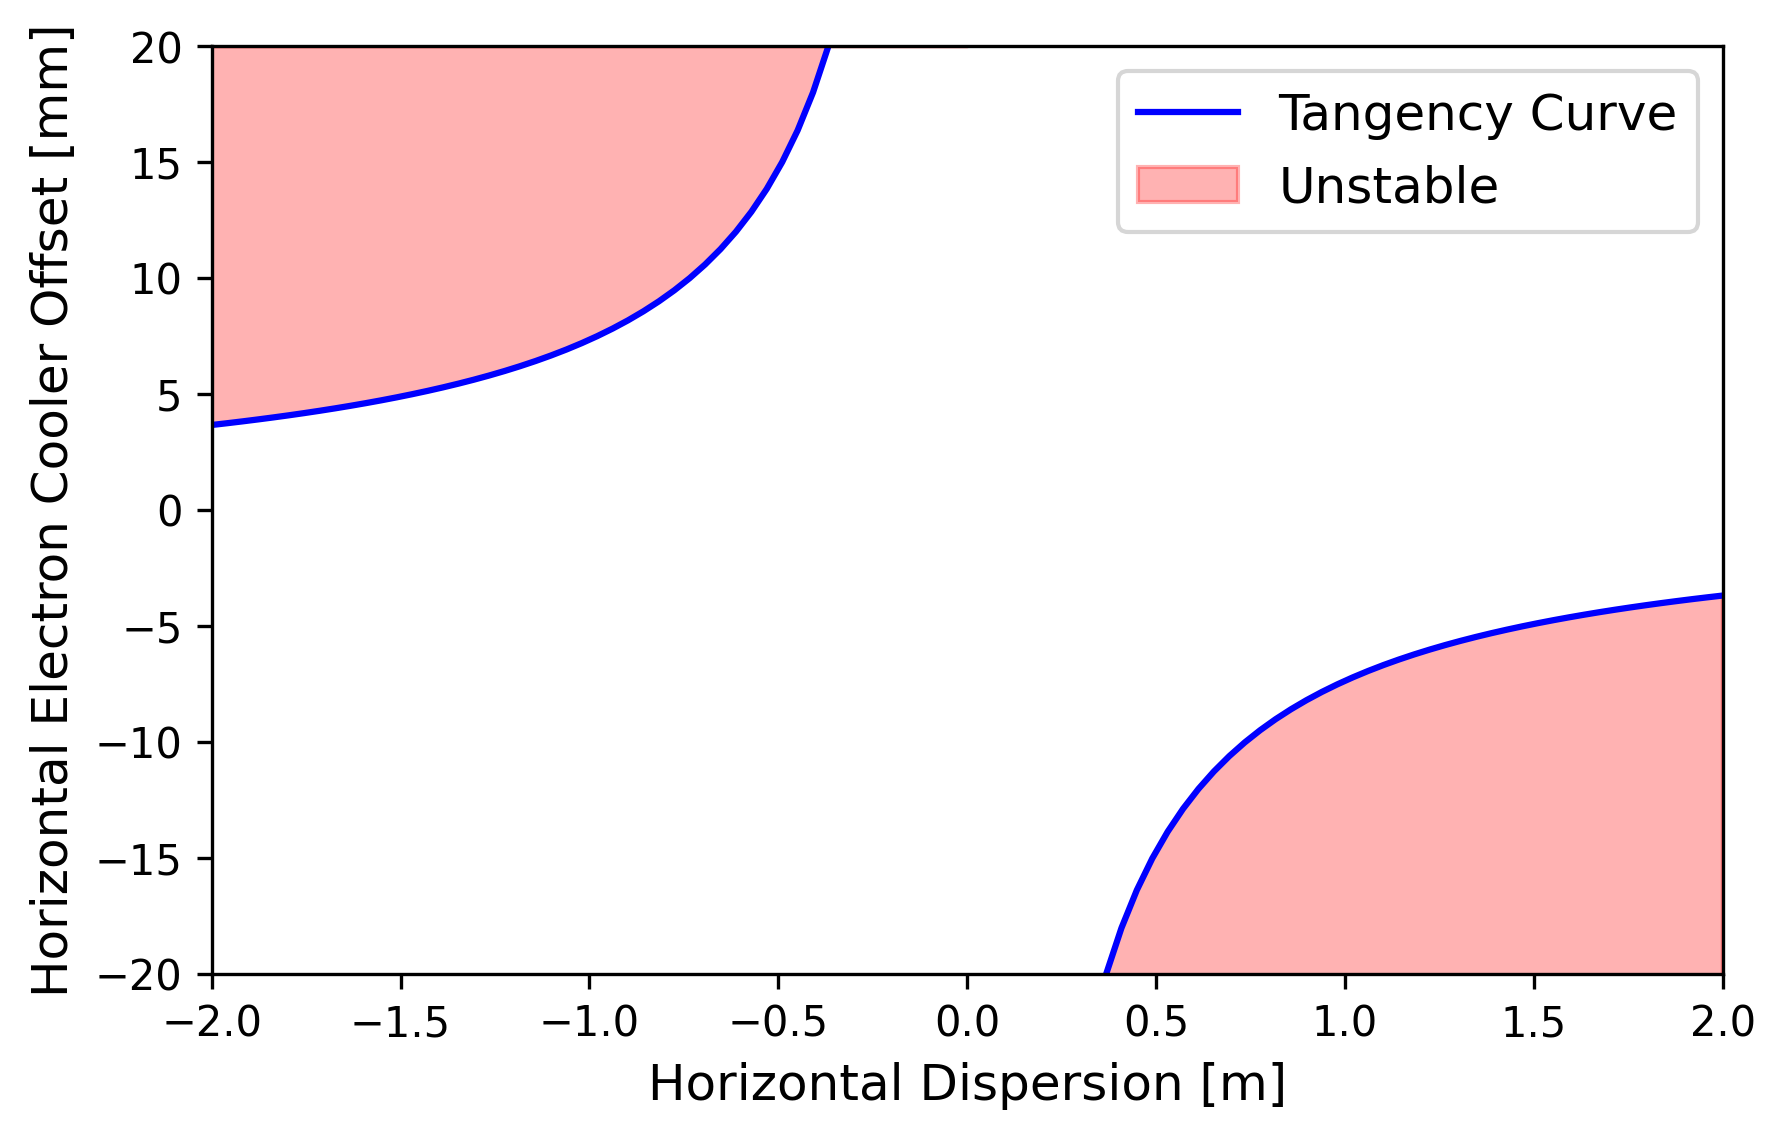 Horizontal Electron Cooler Offset [mm]
20
15
10
5
0
−5
−10
−15
−20
Tangency Curve
Unstable
−2.0 −1.5 −1.0 −0.5 0.0 0.5 1.0 1.5 2.0
Horizontal Dispersion [m]